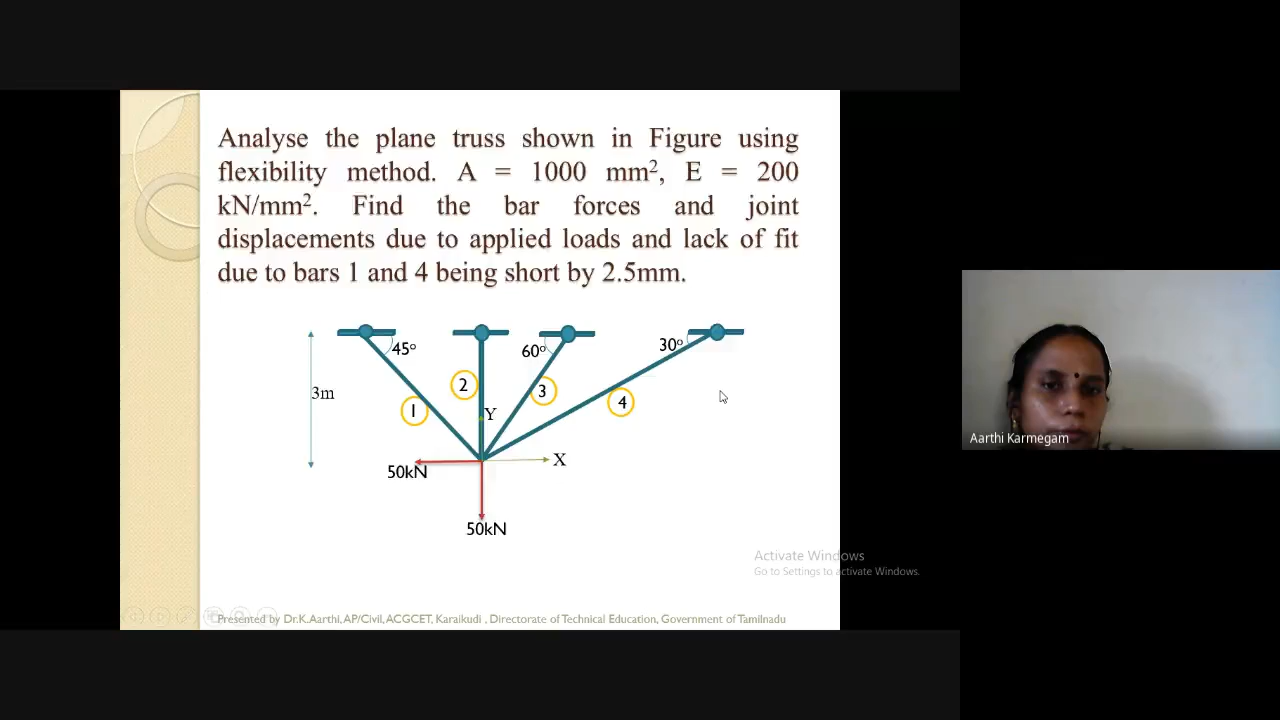 Analyse the plane truss shown in Figure using
flexibility method. A = 1000 mm², E = 200
kN/mm². Find the bar forces and joint
displacements due to applied loads and lack of fit
due to bars 1 and 4 being short by 2.5mm.
45° 60° 30°
3m
1 2 3 4
Y
X
50kN
50kN
Aarthi Karmegam
Activate Windows
Go to Settings to activate Windows.
Presented by Dr.K.Aarthi, AP/Civil, ACGCET, Karaikudi , Directorate of Technical Education, Government of Tamilnadu